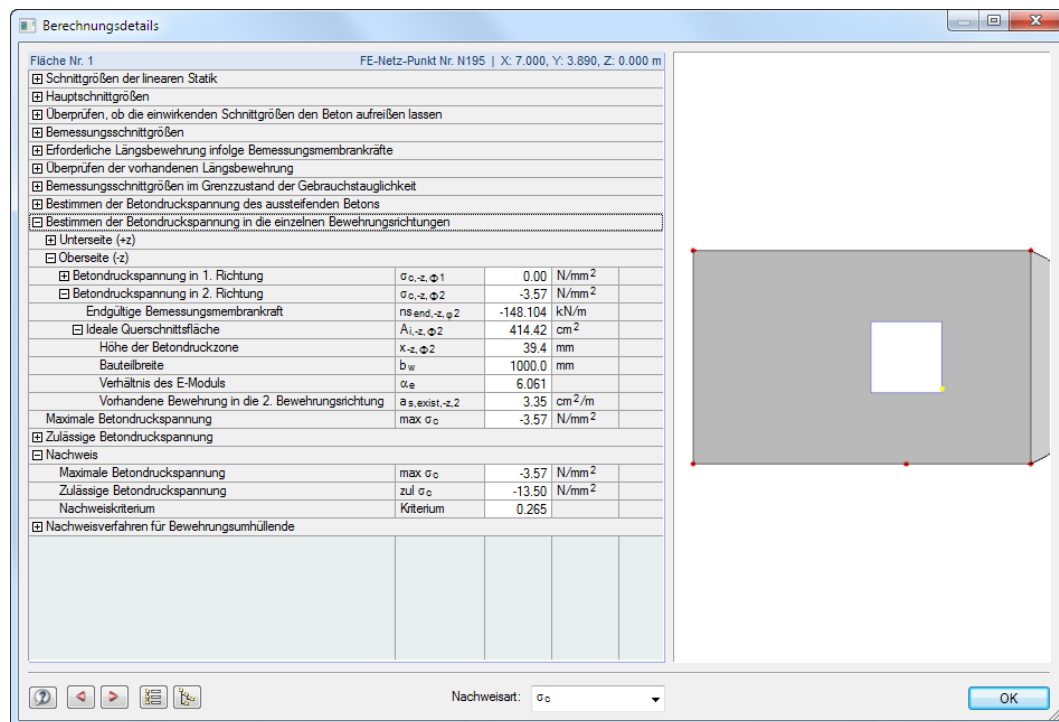 Berechnungsdetails
Fläche Nr. 1 FE-Netz-Punkt Nr. N195 | X: 7.000, Y: 3.890, Z: 0.000 m
Schnittgrößen der linearen Statik
Hauptschnittgrößen
Überprüfen, ob die einwirkenden Schnittgrößen den Beton aufreißen lassen
Bemessungsschnittgrößen
Erforderliche Längsbewehrung infolge Bemessungsmembrankräfte
Überprüfen der vorhandenen Längsbewehrung
Bemessungsschnittgrößen im Grenzzustand der Gebrauchstauglichkeit
Bestimmen der Betondruckspannung des aussteifenden Betons
Bestimmen der Betondruckspannung in die einzelnen Bewehrungsrichtungen
Unterseite (+z)
Oberseite (-z)
Betondruckspannung in 1. Richtung σc,-z,Φ1 0.00 N/mm²
Betondruckspannung in 2. Richtung σc,-z,Φ2 -3.57 N/mm²
Endgültige Bemessungsmembrankraft nsend,-z,φ2 -148.104 kN/m
Ideale Querschnittsfläche Ai,-z,Φ2 414.42 cm²
Höhe der Betondruckzone x-z,Φ2 39.4 mm
Bauteilbreite bw 1000.0 mm
Verhältnis des E-Moduls αe 6.061
Vorhandene Bewehrung in die 2. Bewehrungsrichtung as,exist,-z,2 3.35 cm²/m
Maximale Betondruckspannung max σc -3.57 N/mm²
Zulässige Betondruckspannung
Nachweis
Maximale Betondruckspannung max σc -3.57 N/mm²
Zulässige Betondruckspannung zul σc -13.50 N/mm²
Nachweiskriterium Kriterium 0.265
Nachweisverfahren für Bewehrungsumhüllende
Nachweisart: σc
OK